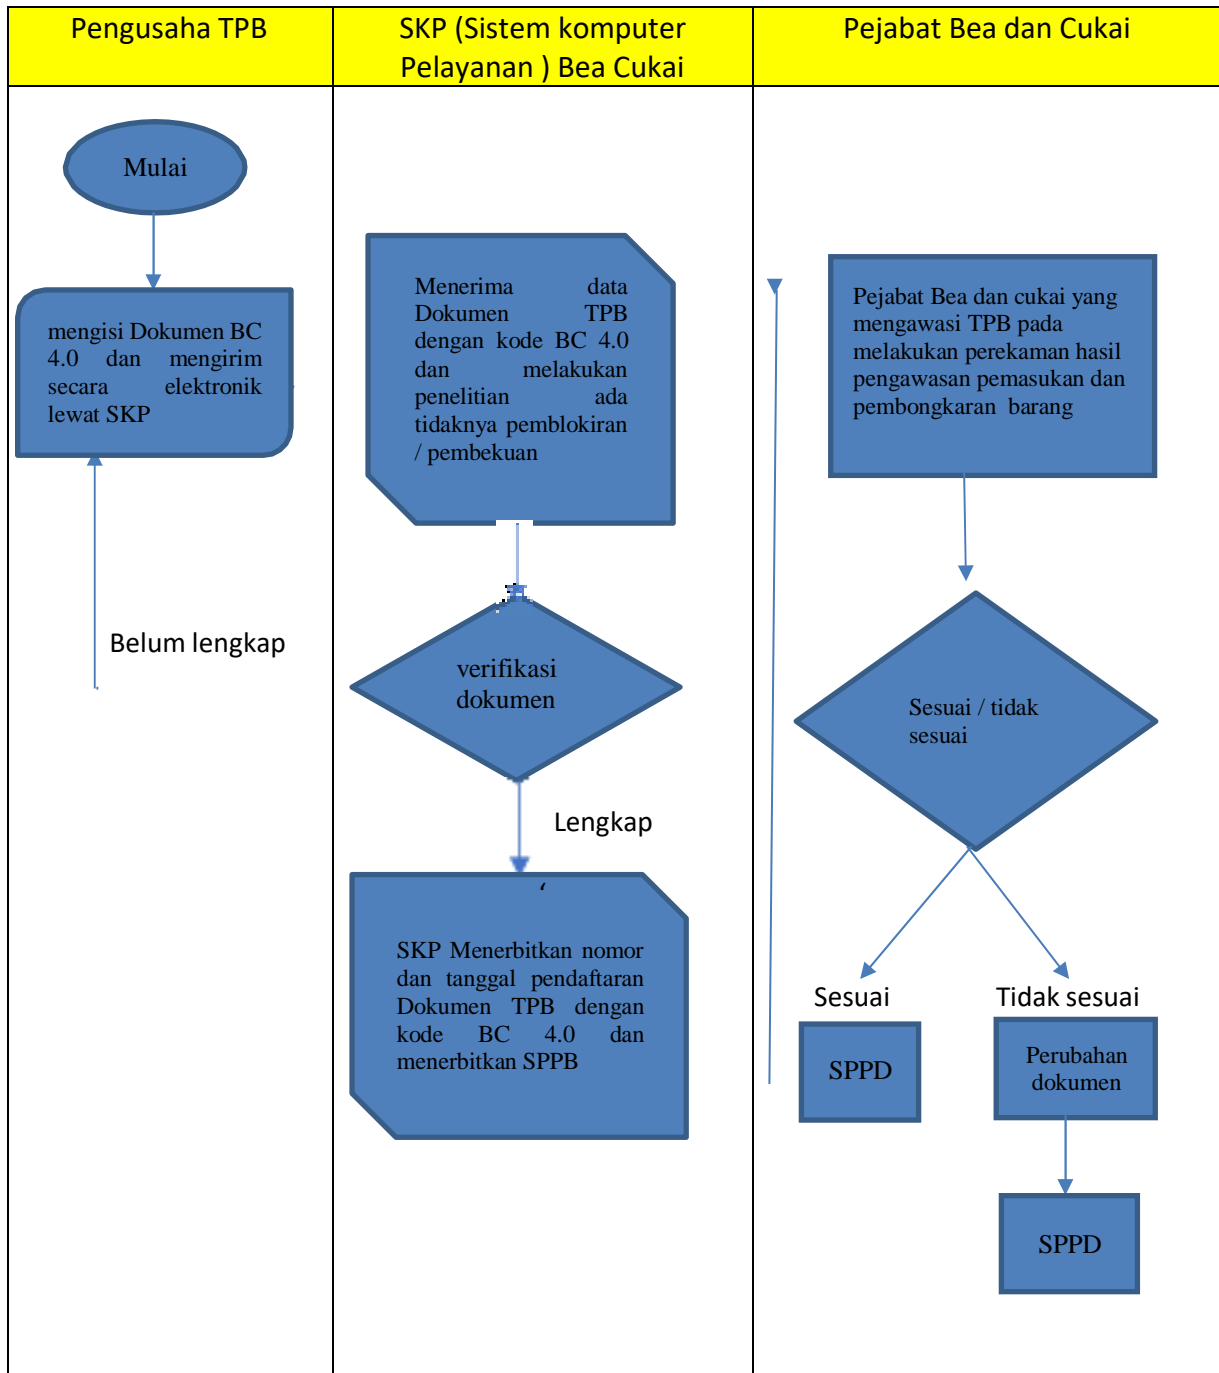 Pengusaha TPB
SKP (Sistem komputer
Pelayanan ) Bea Cukai
Pejabat Bea dan Cukai
Mulai
mengisi Dokumen BC
4.0 dan mengirim
secara elektronik
lewat SKP
Belum lengkap
Menerima data
Dokumen TPB
dengan kode BC 4.0
dan melakukan
penelitian ada
tidaknya pemblokiran
/ pembekuan
verifikasi
dokumen
Lengkap
‘
SKP Menerbitkan nomor
dan tanggal pendaftaran
Dokumen TPB dengan
kode BC 4.0 dan
menerbitkan SPPB
Pejabat Bea dan cukai yang
mengawasi TPB pada
melakukan perekaman hasil
pengawasan pemasukan dan
pembongkaran barang
Sesuai / tidak
sesuai
Sesuai
Tidak sesuai
SPPD
Perubahan
dokumen
SPPD